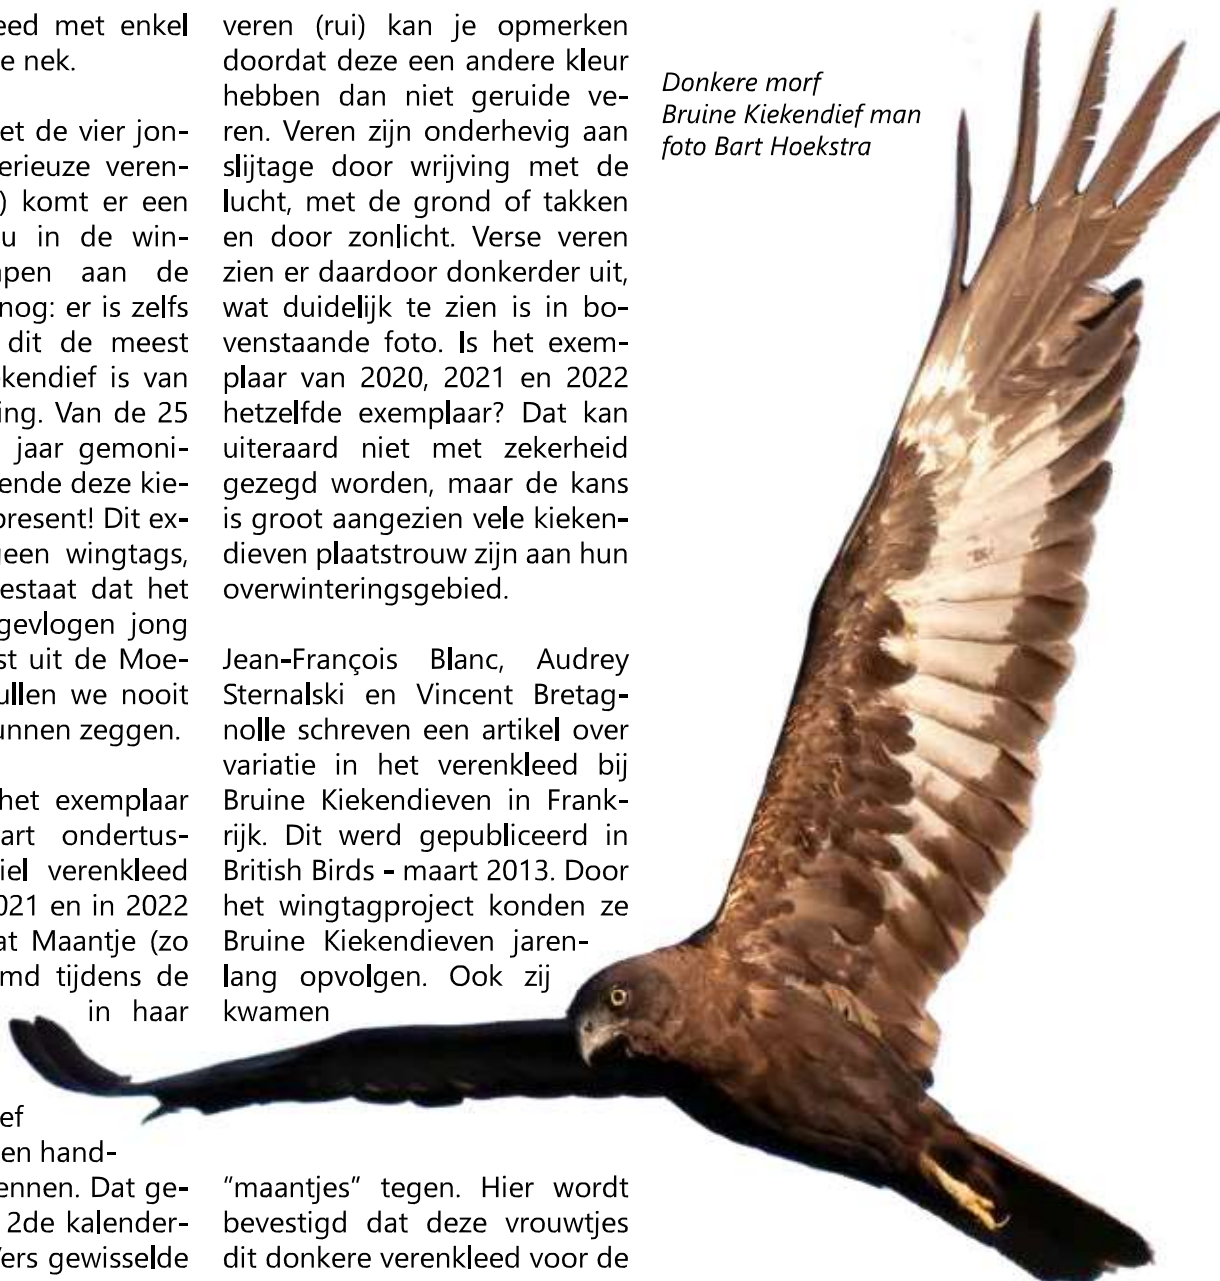 eed met enkel
e nek.
et de vier jon-
erieuze veren-
) komt er een
u in de win-
apen aan de
nog: er is zelfs
dit de meest
kendief is van
ing. Van de 25
jaar gemoni-
ende deze kie-
present! Dit ex-
geen wingtags,
estaat dat het
gevlogen jong
st uit de Moe-
ullen we nooit
unnen zeggen.
het exemplaar
art ondertus-
iel verenkleed
021 en in 2022
at Maantje (zo
md tijdens de
in haar
ef
en hand-
ennen. Dat ge-
2de kalender-
Vers gewisselde
veren (rui) kan je opmerken
doordat deze een andere kleur
hebben dan niet geruide ve-
ren. Veren zijn onderhevig aan
slijtage door wrijving met de
lucht, met de grond of takken
en door zonlicht. Verse veren
zien er daardoor donkerder uit,
wat duidelijk te zien is in bo-
venstaande foto. Is het exem-
plaar van 2020, 2021 en 2022
hetzelfde exemplaar? Dat kan
uiteraard niet met zekerheid
gezegd worden, maar de kans
is groot aangezien vele kieken-
dieven plaatstrouw zijn aan hun
overwinteringsgebied.
Jean-François Blanc, Audrey
Sternalski en Vincent Bretag-
nolle schreven een artikel over
variatie in het verenkleed bij
Bruine Kiekendieven in Frank-
rijk. Dit werd gepubliceerd in
British Birds - maart 2013. Door
het wingtagproject konden ze
Bruine Kiekendieven jaren-
lang opvolgen. Ook zij
kwamen
"maantjes" tegen. Hier wordt
bevestigd dat deze vrouwtjes
dit donkere verenkleed voor de
Donkere morf
Bruine Kiekendief man
foto Bart Hoekstra